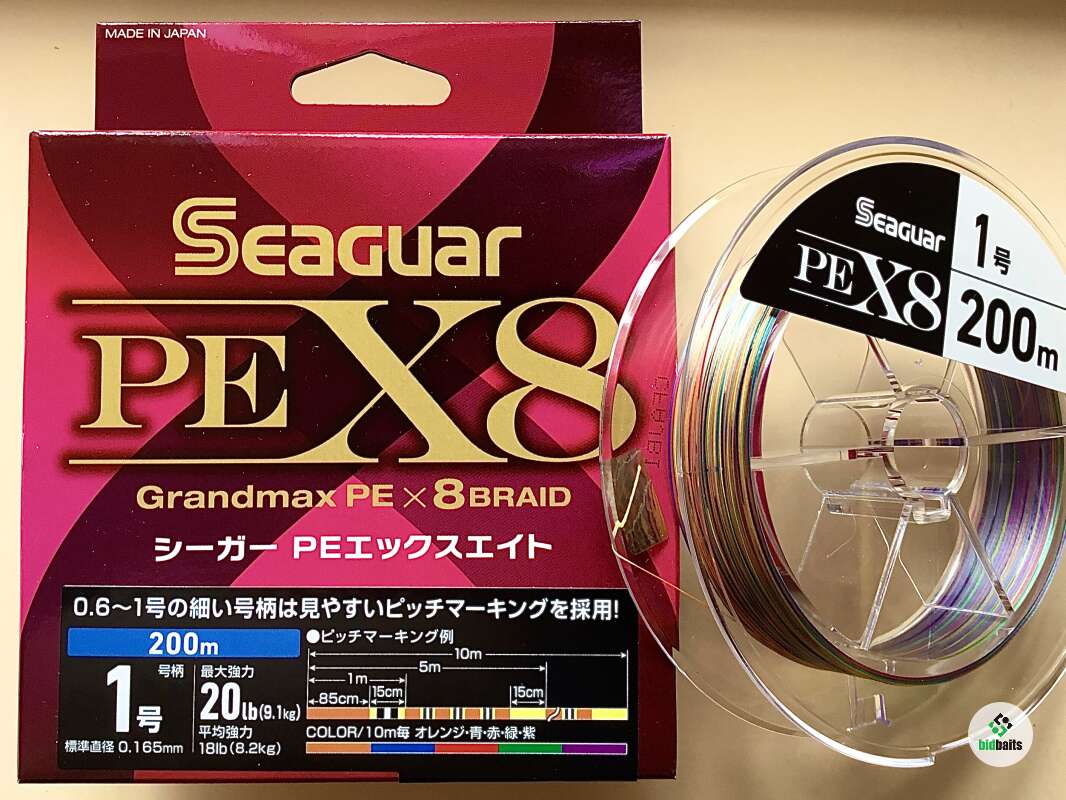 MADE IN JAPAN
SEAGUAR
PE X8
Grandmax PE×8BRAID
シーガー PEエックスエイト
0.6〜1号の細い号柄は見やすいピッチマーキングを採用!
200m
●ピッチマーキング例
10m
5m
1m
85cm
15cm
15cm
号柄
1号
標準直径 0.165mm
最大強力
20lb(9.1kg)
平均強力
18lb(8.2kg)
COLOR/10m毎 オレンジ・青・赤・緑・紫
SEAGUAR
PE X8
1号
200m
bidbaits